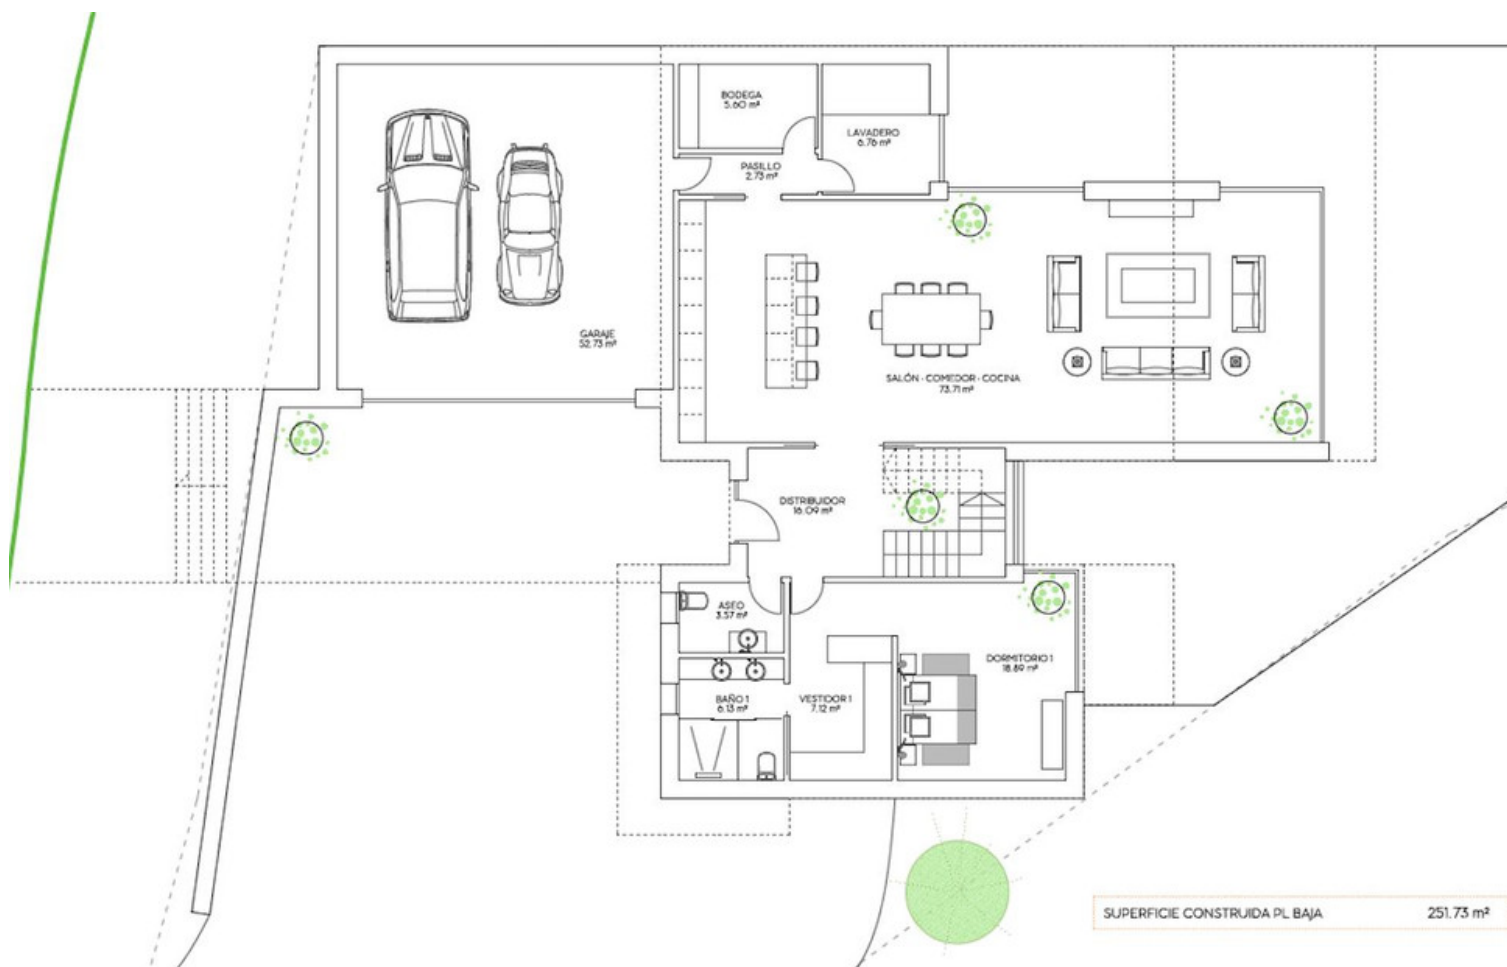 BODEGA
5.60 m²
LAVADERO
6.76 m²
PASILLO
2.73 m²
GARAJE
52.73 m²
SALÓN - COMEDOR - COCINA
73.71 m²
DISTRIBUIDOR
16.09 m²
ASEO
3.57 m²
DORMITORIO 1
18.89 m²
BAÑO 1
6.13 m²
VESTIDOR 1
7.12 m²
SUPERFICIE CONSTRUIDA PL BAJA 251.73 m²